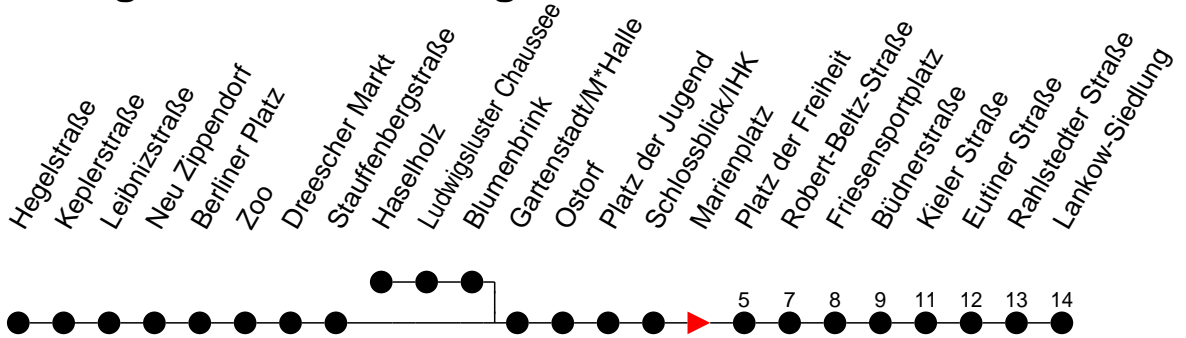 Hegelstraße
Keplerstraße
Leibnizstraße
Neu Zippendorf
Berliner Platz
Zoo
Dreescher Markt
Stauffenbergstraße
Haselholz
Ludwigsluster Chaussee
Blumenbrink
Gartenstadt/M*Halle
Ostorf
Platz der Jugend
Schlossblick/IHK
Marienplatz
Platz der Freiheit
Robert-Beltz-Straße
Friesensportplatz
Büdnerstraße
Kieler Straße
Eutiner Straße
Rahlstedter Straße
Lankow-Siedlung
5 7 8 9 11 12 13 14